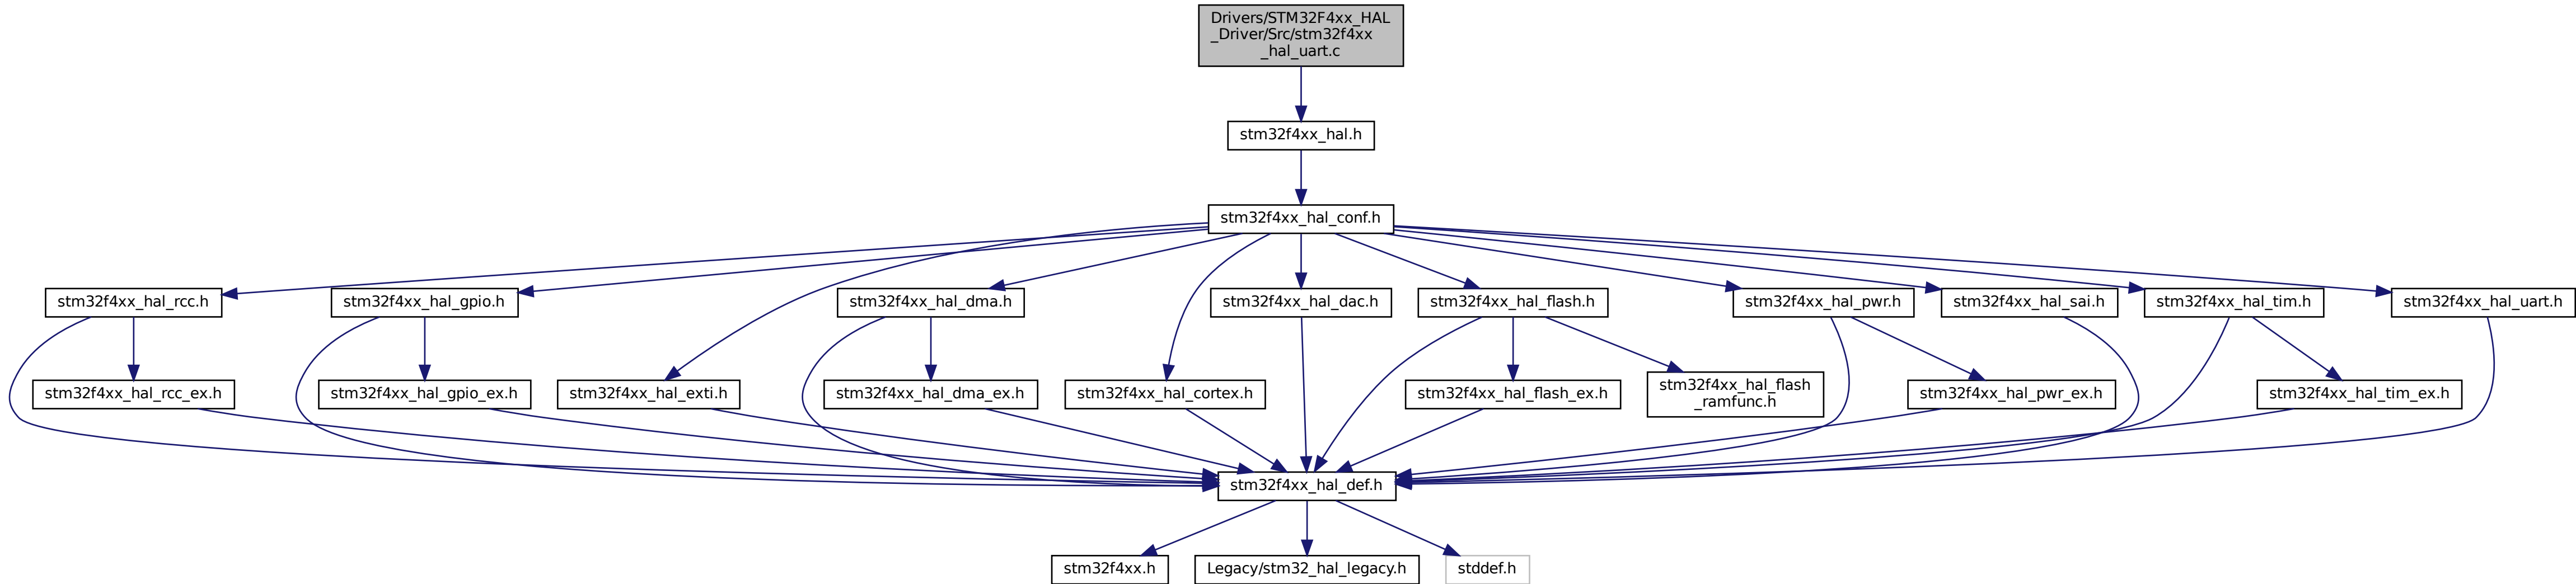 Drivers/STM32F4xx_HAL
_Driver/Src/stm32f4xx
_hal_uart.c
stm32f4xx_hal.h
stm32f4xx_hal_conf.h
stm32f4xx_hal_rcc.h
stm32f4xx_hal_gpio.h
stm32f4xx_hal_dma.h
stm32f4xx_hal_dac.h
stm32f4xx_hal_flash.h
stm32f4xx_hal_pwr.h
stm32f4xx_hal_sai.h
stm32f4xx_hal_tim.h
stm32f4xx_hal_uart.h
stm32f4xx_hal_rcc_ex.h
stm32f4xx_hal_gpio_ex.h
stm32f4xx_hal_exti.h
stm32f4xx_hal_dma_ex.h
stm32f4xx_hal_cortex.h
stm32f4xx_hal_flash_ex.h
stm32f4xx_hal_flash
_ramfunc.h
stm32f4xx_hal_pwr_ex.h
stm32f4xx_hal_tim_ex.h
stm32f4xx_hal_def.h
stm32f4xx.h
Legacy/stm32_hal_legacy.h
stddef.h